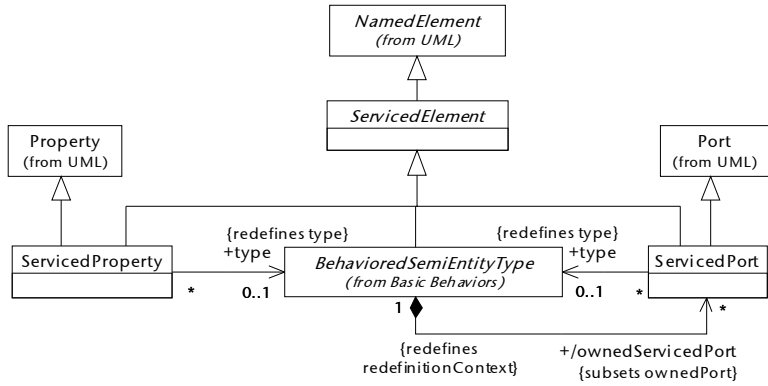 NamedElement
(from UML)
ServicedElement
Property
(from UML)
Port
(from UML)
{redefines type}
+type
{redefines type}
+type
ServicedProperty
BehavioredSemiEntityType
(from Basic Behaviors)
ServicedPort
*
0..1
1
0..1
*
*
{redefines
redefinitionContext}
+/ownedServicedPort
{subsets ownedPort}